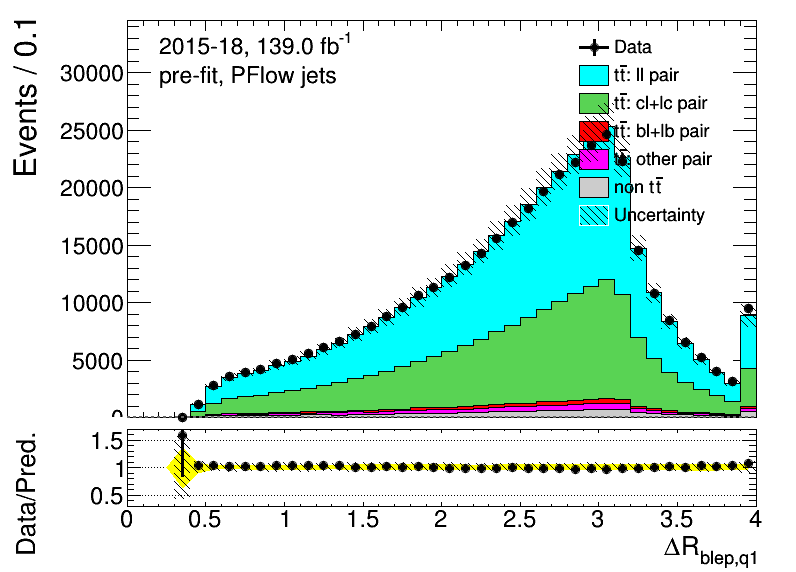 2015-18, 139.0 fb⁻¹
pre-fit, PFlow jets
Data
tt̄: ll pair
tt̄: cl+lc pair
tt̄: bl+lb pair
tt̄ other pair
non tt̄
Uncertainty
Events / 0.1
30000
25000
20000
15000
10000
5000
0
Data/Pred.
1.5
1
0.5
0 0.5 1 1.5 2 2.5 3 3.5 4
ΔR_blep,q1